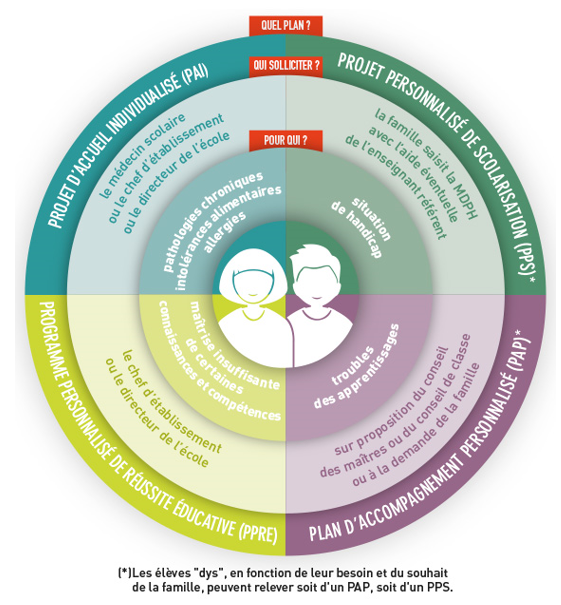 QUEL PLAN ?
QUI SOLLICITER ?
POUR QUI ?
PROJET D'ACCUEIL INDIVIDUALISÉ (PAI)
le médecin scolaire
ou le chef d'établissement
ou le directeur de l'école
pathologies chroniques
intolérances alimentaires
allergies
PROJET PERSONNALISÉ DE SCOLARISATION (PPS)*
la famille saisit la MDPH
avec l'aide éventuelle
de l'enseignant référent
situation
de handicap
PROGRAMME PERSONNALISÉ DE RÉUSSITE ÉDUCATIVE (PPRE)
le chef d'établissement
ou le directeur de l'école
maîtrise insuffisante
de certaines
connaissances et compétences
PLAN D'ACCOMPAGNEMENT PERSONNALISÉ (PAP)*
sur proposition du conseil
des maîtres ou du conseil de classe
ou à la demande de la famille
troubles
des apprentissages
(*)Les élèves "dys", en fonction de leur besoin et du souhait
de la famille, peuvent relever soit d'un PAP, soit d'un PPS.